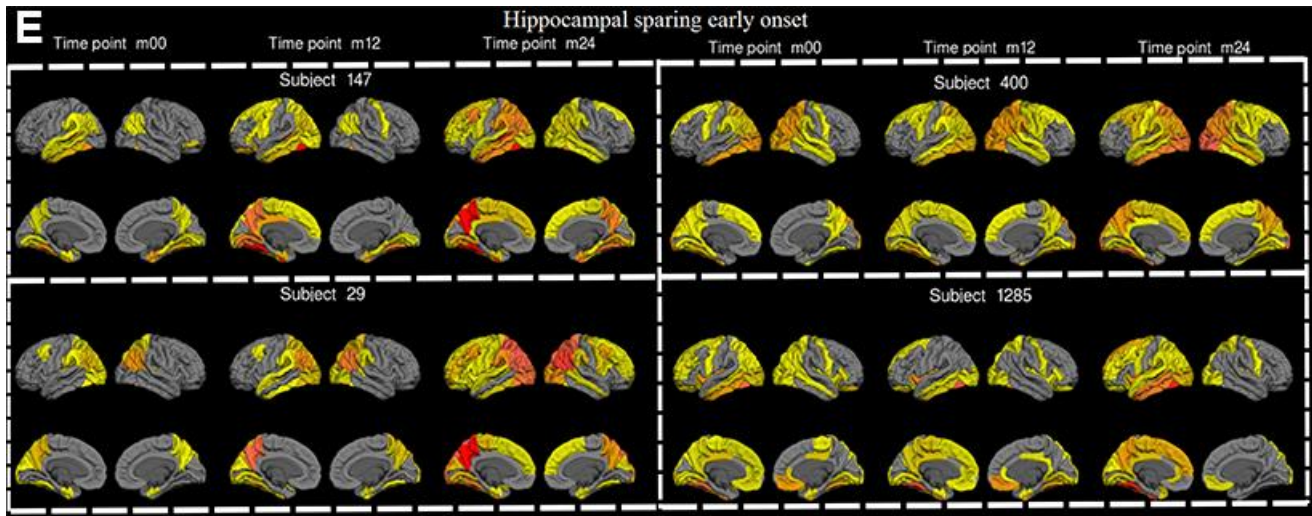 E
Hippocampal sparing early onset
Time point m00 Time point m12 Time point m24 Time point m00 Time point m12 Time point m24
Subject 147 Subject 400
Subject 29 Subject 1285